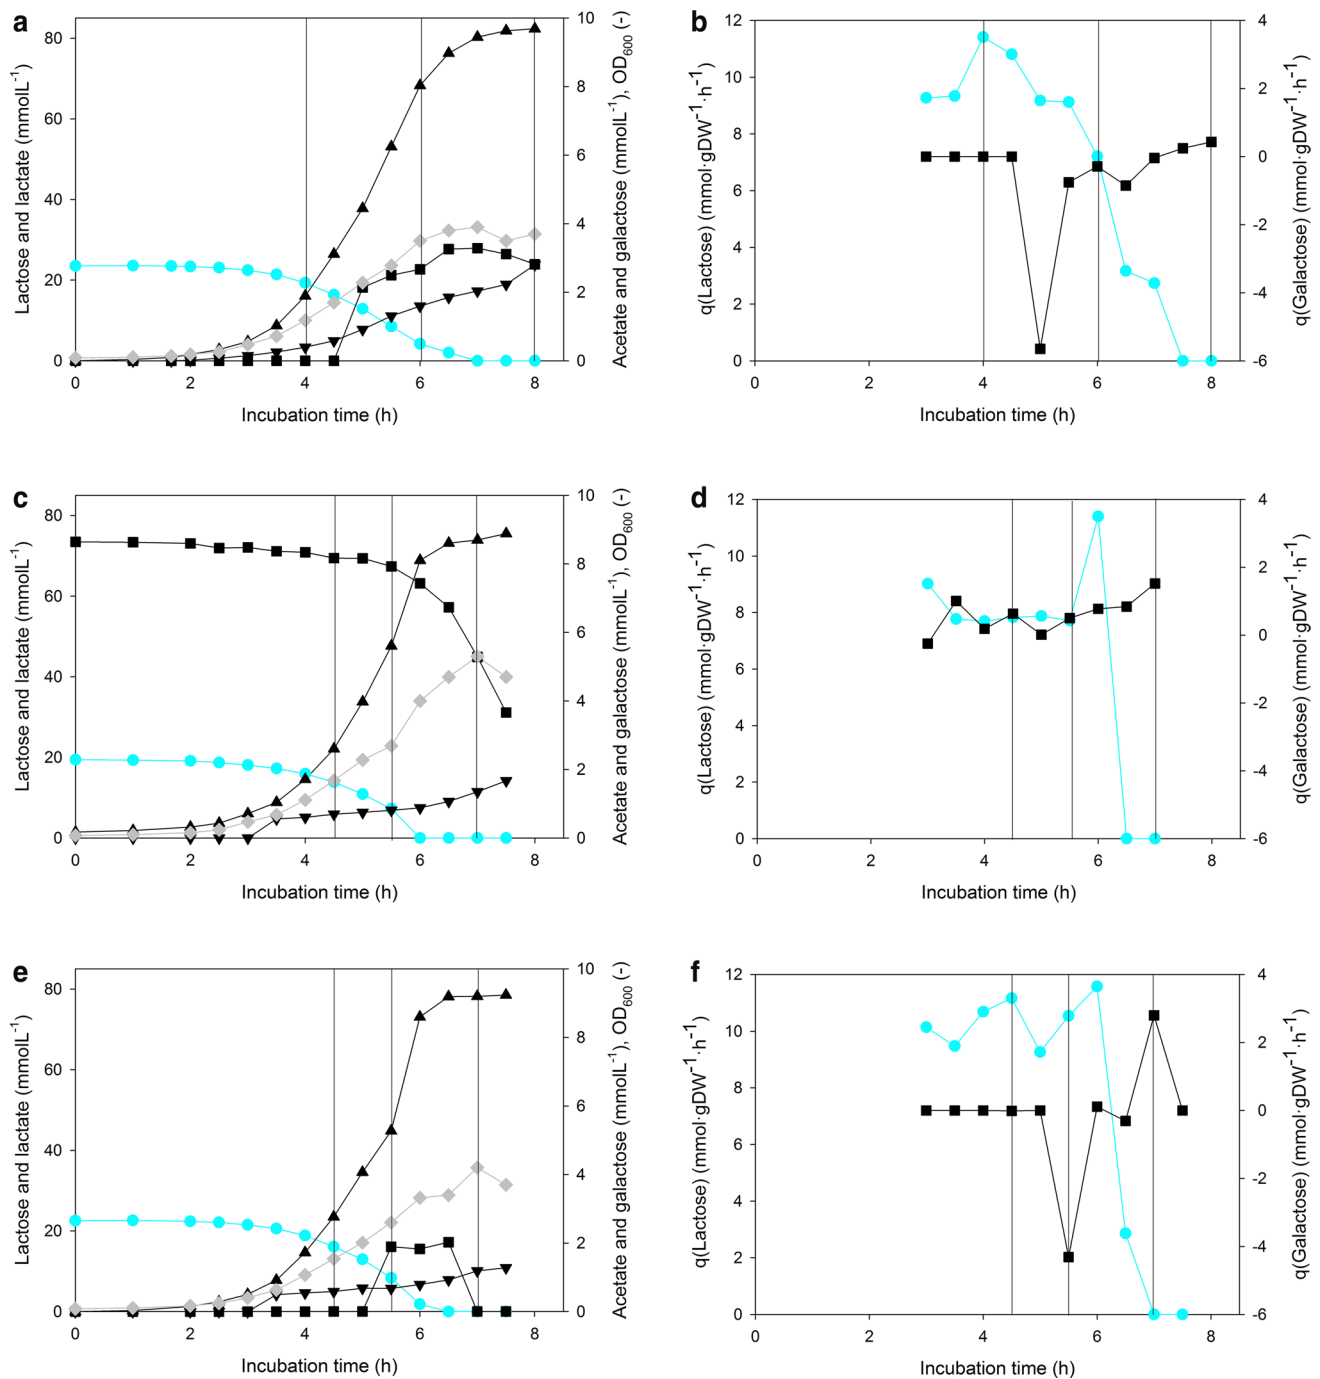 a
Lactose and lactate (mmolL⁻¹)
80
60
40
20
0
0 2 4 6 8
Incubation time (h)
10
8
6
4
2
0
Acetate and galactose (mmolL⁻¹), OD₆₀₀ (-)
b
q(Lactose) (mmol·gDW⁻¹·h⁻¹)
12
10
8
6
4
2
0
0 2 4 6 8
Incubation time (h)
4
2
0
-2
-4
-6
q(Galactose) (mmol·gDW⁻¹·h⁻¹)
c
Lactose and lactate (mmolL⁻¹)
80
60
40
20
0
0 2 4 6 8
Incubation time (h)
10
8
6
4
2
0
Acetate and galactose (mmolL⁻¹), OD₆₀₀ (-)
d
q(Lactose) (mmol·gDW⁻¹·h⁻¹)
12
10
8
6
4
2
0
0 2 4 6 8
Incubation time (h)
4
2
0
-2
-4
-6
q(Galactose) (mmol·gDW⁻¹·h⁻¹)
e
Lactose and lactate (mmolL⁻¹)
80
60
40
20
0
0 2 4 6 8
Incubation time (h)
10
8
6
4
2
0
Acetate and galactose (mmolL⁻¹), OD₆₀₀ (-)
f
q(Lactose) (mmol·gDW⁻¹·h⁻¹)
12
10
8
6
4
2
0
0 2 4 6 8
Incubation time (h)
4
2
0
-2
-4
-6
q(Galactose) (mmol·gDW⁻¹·h⁻¹)